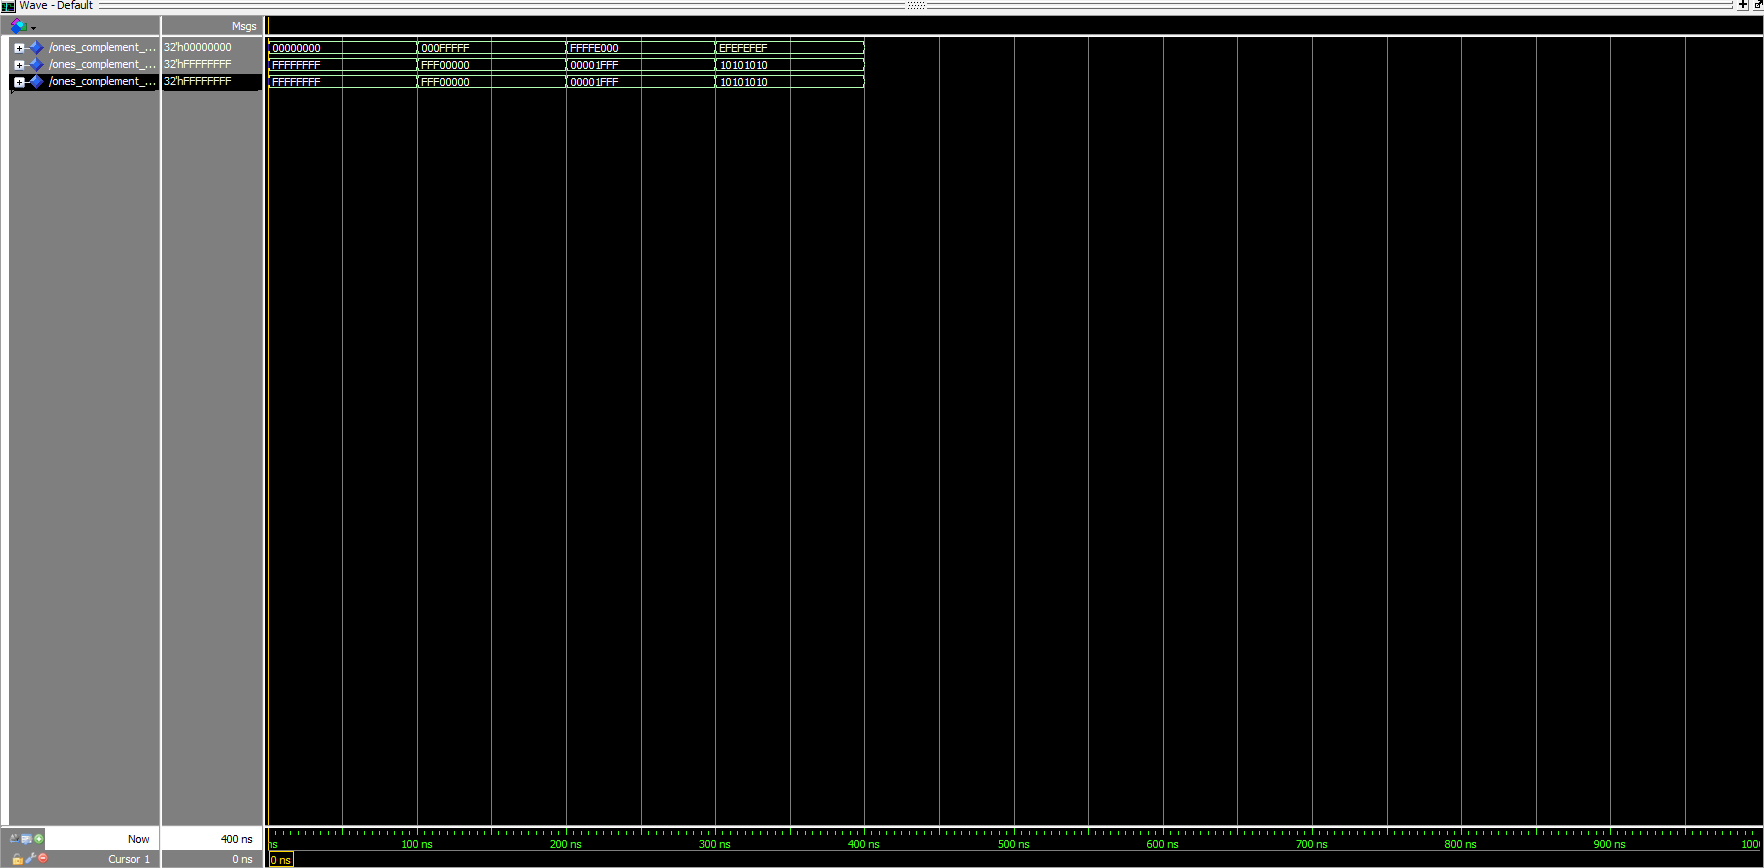 Wave - Default
Msgs
/ones_complement_... 32'h00000000 00000000 000FFFFF FFFFE000 EFEFEFEF
/ones_complement_... 32'hFFFFFFFF FFFFFFFF FFF00000 00001FFF 10101010
/ones_complement_... 32'hFFFFFFFF FFFFFFFF FFF00000 00001FFF 10101010
Now 400 ns ns 100 ns 200 ns 300 ns 400 ns 500 ns 600 ns 700 ns 800 ns 900 ns 100
Cursor 1 0 ns 0 ns